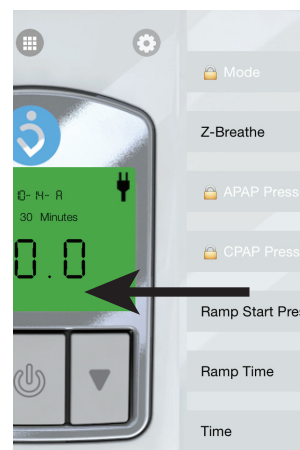 Mode
Z-Breathe
10-14- A
30 Minutes
APAP Press
0.0
CPAP Press
Ramp Start Pres
Ramp Time
Time